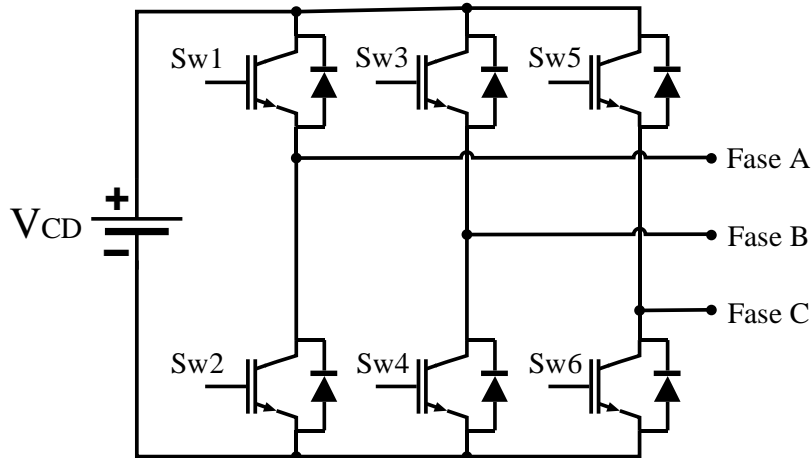 Sw1
Sw3
Sw5
Fase A
+
VCD
−
Fase B
Fase C
Sw2
Sw4
Sw6